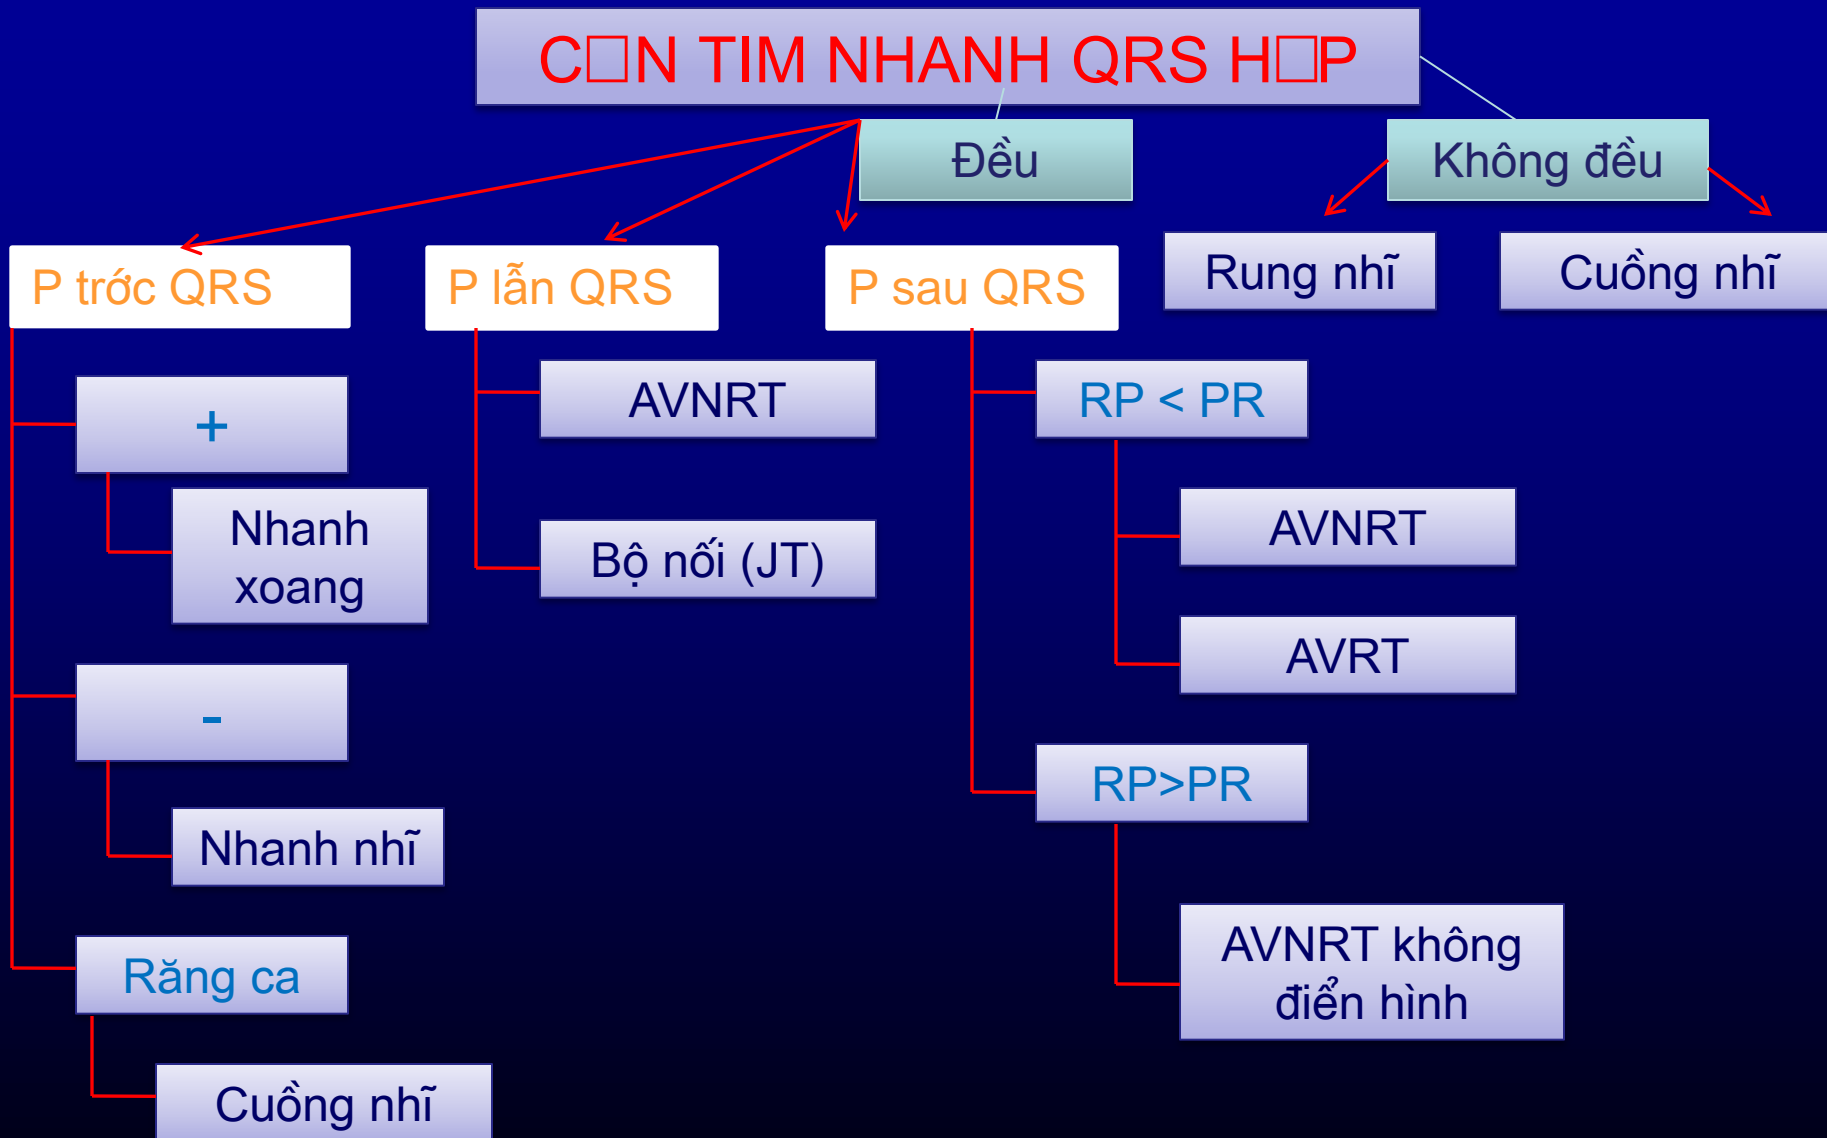 C□N TIM NHANH QRS H□P
Đều
Không đều
Rung nhĩ
Cuồng nhĩ
P trớc QRS
P lẫn QRS
P sau QRS
+
AVNRT
RP < PR
Nhanh
xoang
Bộ nối (JT)
AVNRT
AVRT
-
RP>PR
Nhanh nhĩ
Răng ca
AVNRT không
điển hình
Cuồng nhĩ